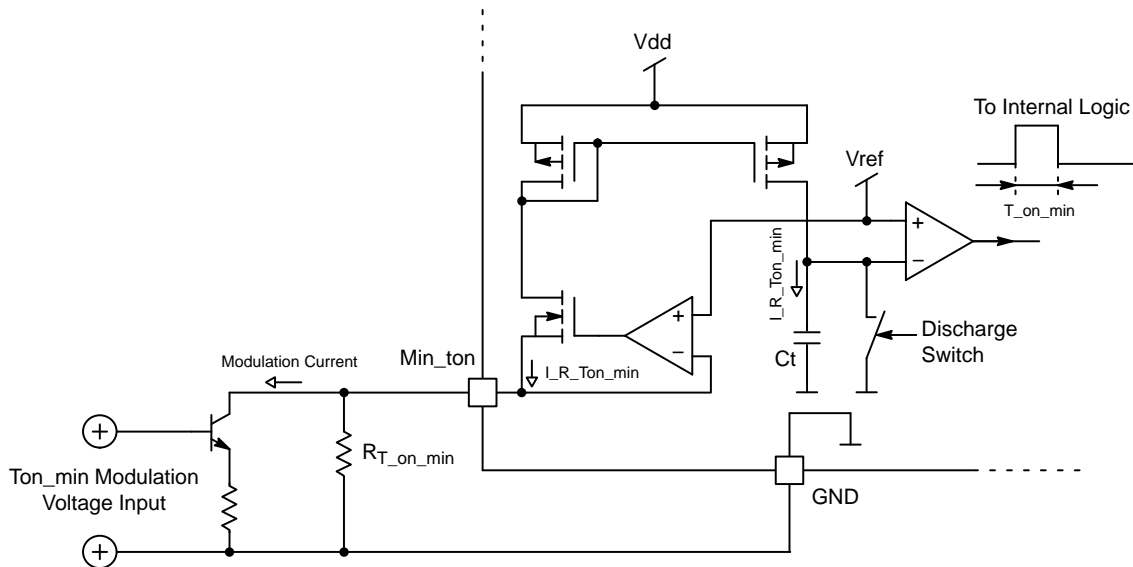 Vdd
To Internal Logic
Vref
T_on_min
+
−
I_R_Ton_min
+
−
Discharge
Switch
Ct
Min_ton
Modulation Current
I_R_Ton_min
RT_on_min
Ton_min Modulation
Voltage Input
GND